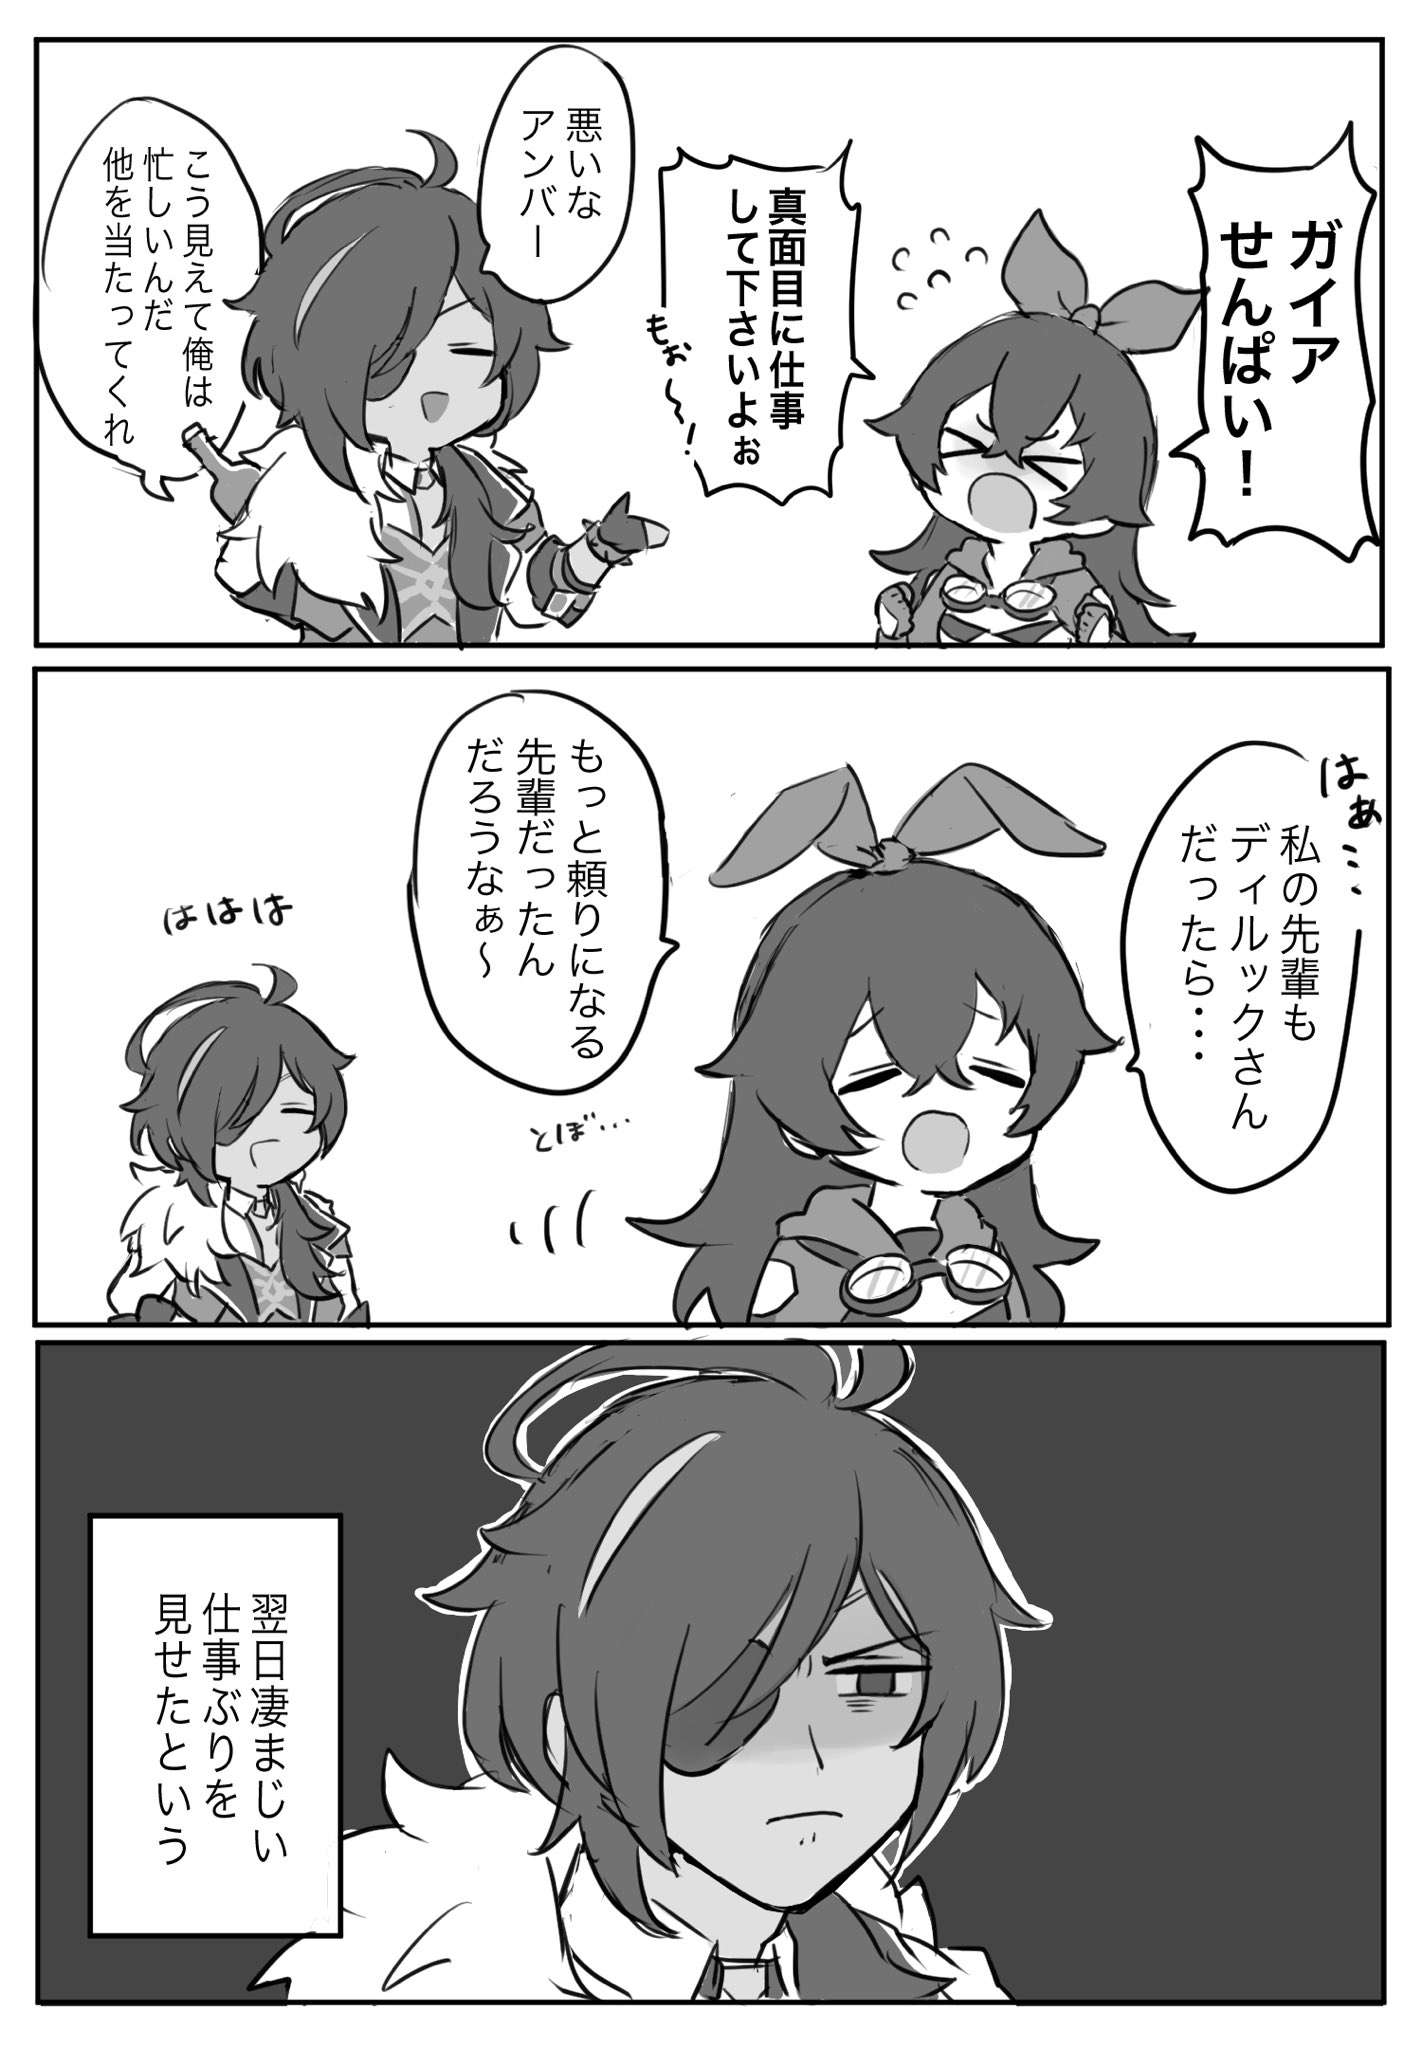 ガイア
せんぱい！
真面目に仕事
して下さいよぉ
もぉ〜！
悪いな
アンバー
こう見えて俺は
忙しいんだ
他を当たってくれ
はぁ…
私の先輩も
ディルックさん
だったら…
もっと頼りになる
先輩だったん
だろうなぁ〜
とぼ…
ははは
翌日凄まじい
仕事ぶりを
見せたという